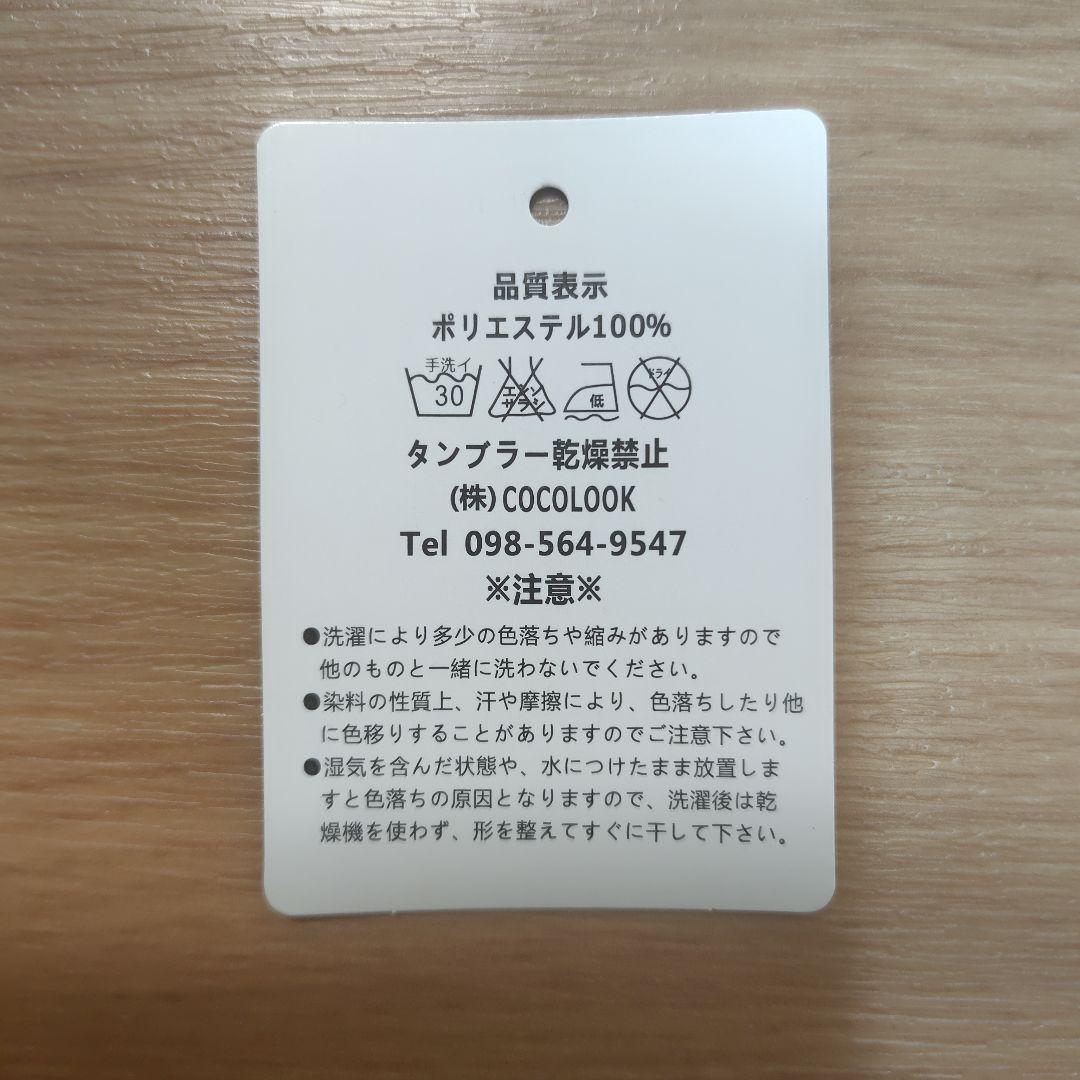 品質表示
ポリエステル100%
手洗イ
30
エンソ
サラシ
低
ドライ
タンブラー乾燥禁止
(株)COCOLOOK
Tel 098-564-9547
※注意※
●洗濯により多少の色落ちや縮みがありますので
他のものと一緒に洗わないでください。
●染料の性質上、汗や摩擦により、色落ちしたり他
に色移りすることがありますのでご注意下さい。
●湿気を含んだ状態や、水につけたまま放置しま
すと色落ちの原因となりますので、洗濯後は乾
燥機を使わず、形を整えてすぐに干して下さい。